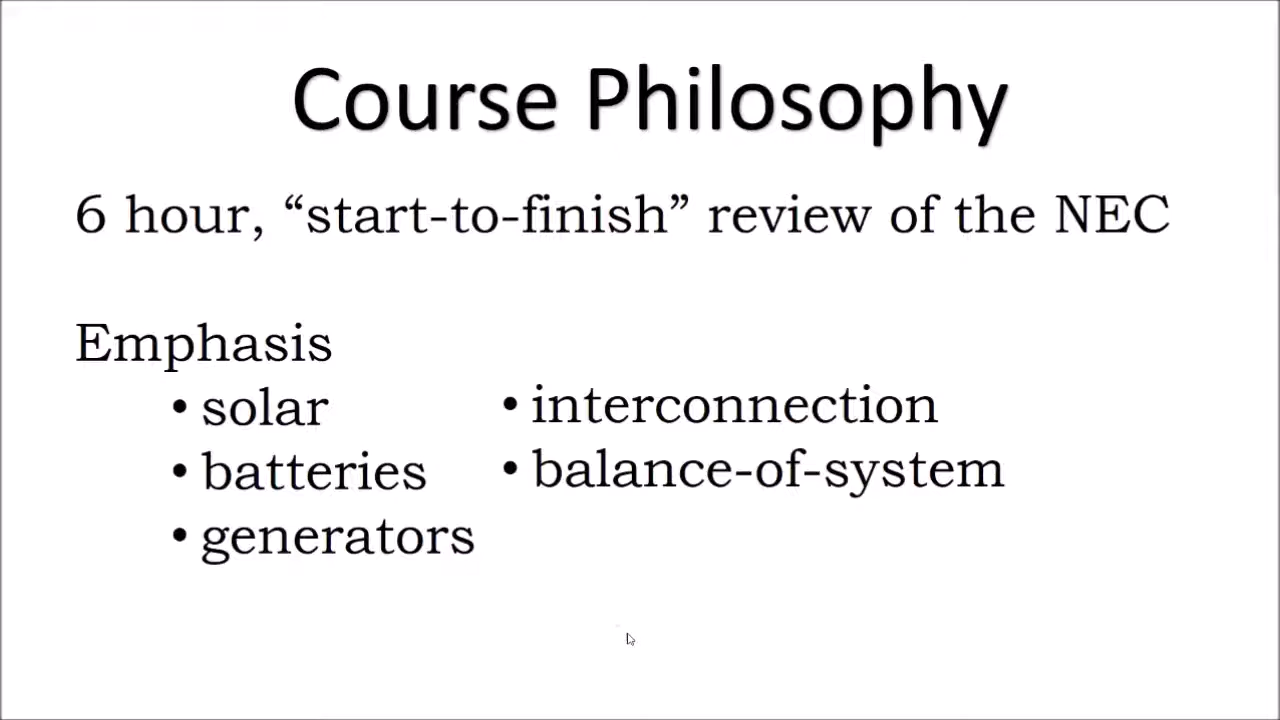 Course Philosophy
6 hour, “start-to-finish” review of the NEC
Emphasis
• solar
• batteries
• generators
• interconnection
• balance-of-system